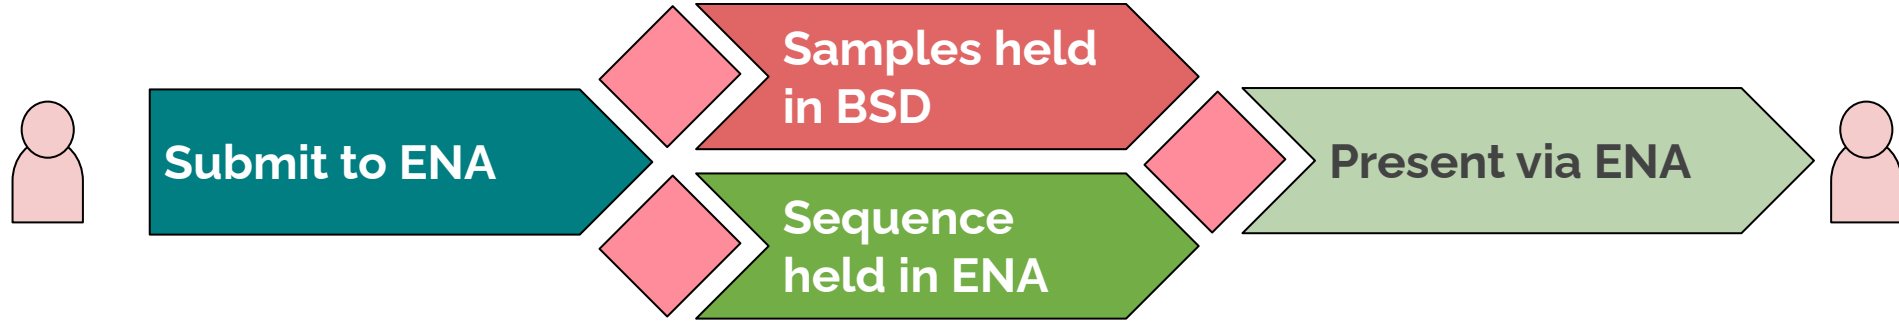 Submit to ENA
Samples held
in BSD
Sequence
held in ENA
Present via ENA